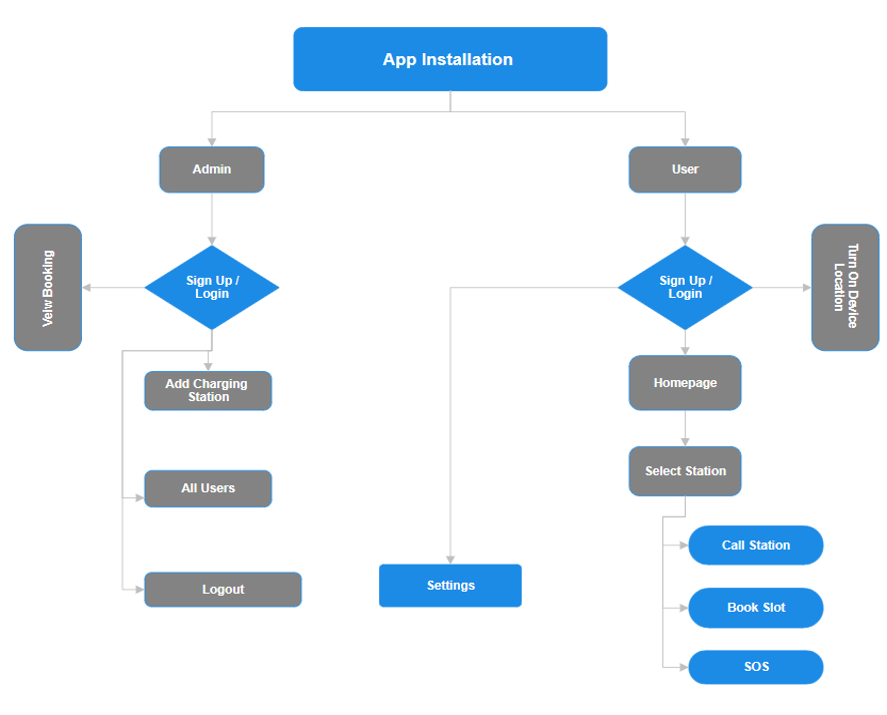 App Installation
Admin
User
Sign Up /
Login
Sign Up /
Login
Veiw Booking
Turn On Device
Location
Add Charging
Station
Homepage
All Users
Select Station
Logout
Settings
Call Station
Book Slot
SOS